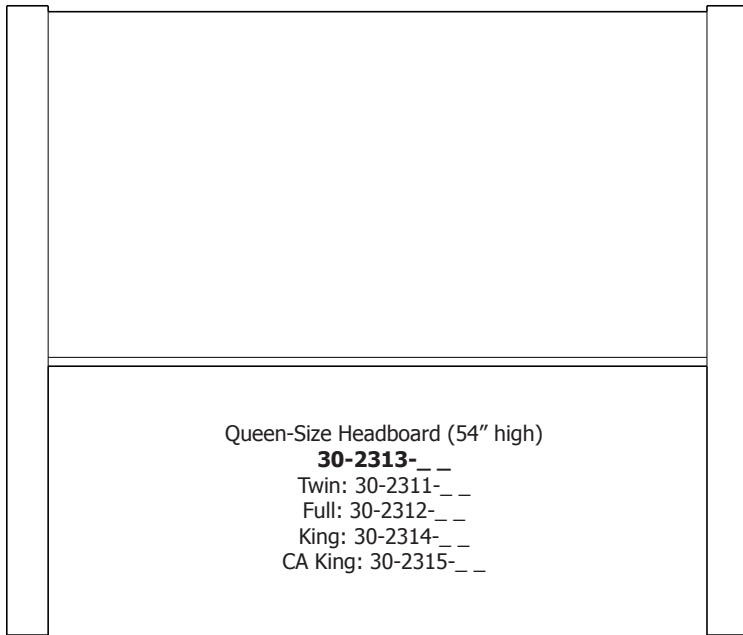 Queen-Size Headboard (54″ high)
30-2313-_ _
Twin: 30-2311-_ _
Full: 30-2312-_ _
King: 30-2314-_ _
CA King: 30-2315-_ _